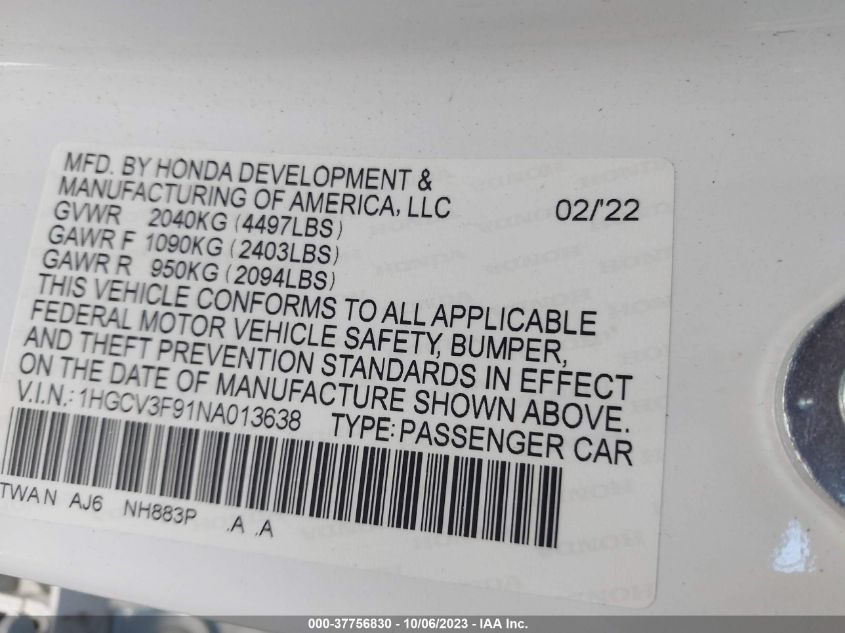 MFD. BY HONDA DEVELOPMENT &
MANUFACTURING OF AMERICA, LLC 02/'22
GVWR 2040KG (4497LBS)
GAWR F 1090KG (2403LBS)
GAWR R 950KG (2094LBS)
THIS VEHICLE CONFORMS TO ALL APPLICABLE
FEDERAL MOTOR VEHICLE SAFETY, BUMPER,
AND THEFT PREVENTION STANDARDS IN EFFECT
ON THE DATE OF MANUFACTURE SHOWN ABOVE.
V.I.N.: 1HGCV3F91NA013638 TYPE: PASSENGER CAR
TWA N AJ6 NH883P .A .A
000-37756830 - 10/06/2023 - IAA Inc.